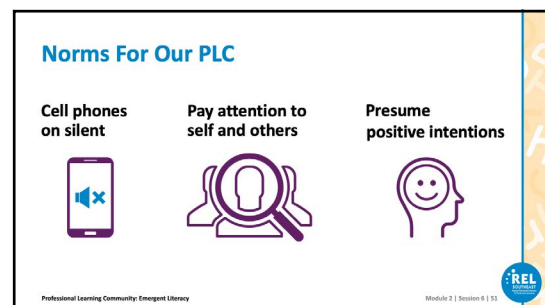 Norms For Our PLC
Cell phones
on silent
Pay attention to
self and others
Presume
positive intentions
Professional Learning Community: Emergent Literacy
Module 2 | Session 6 | 51
REL
SOUTHEAST